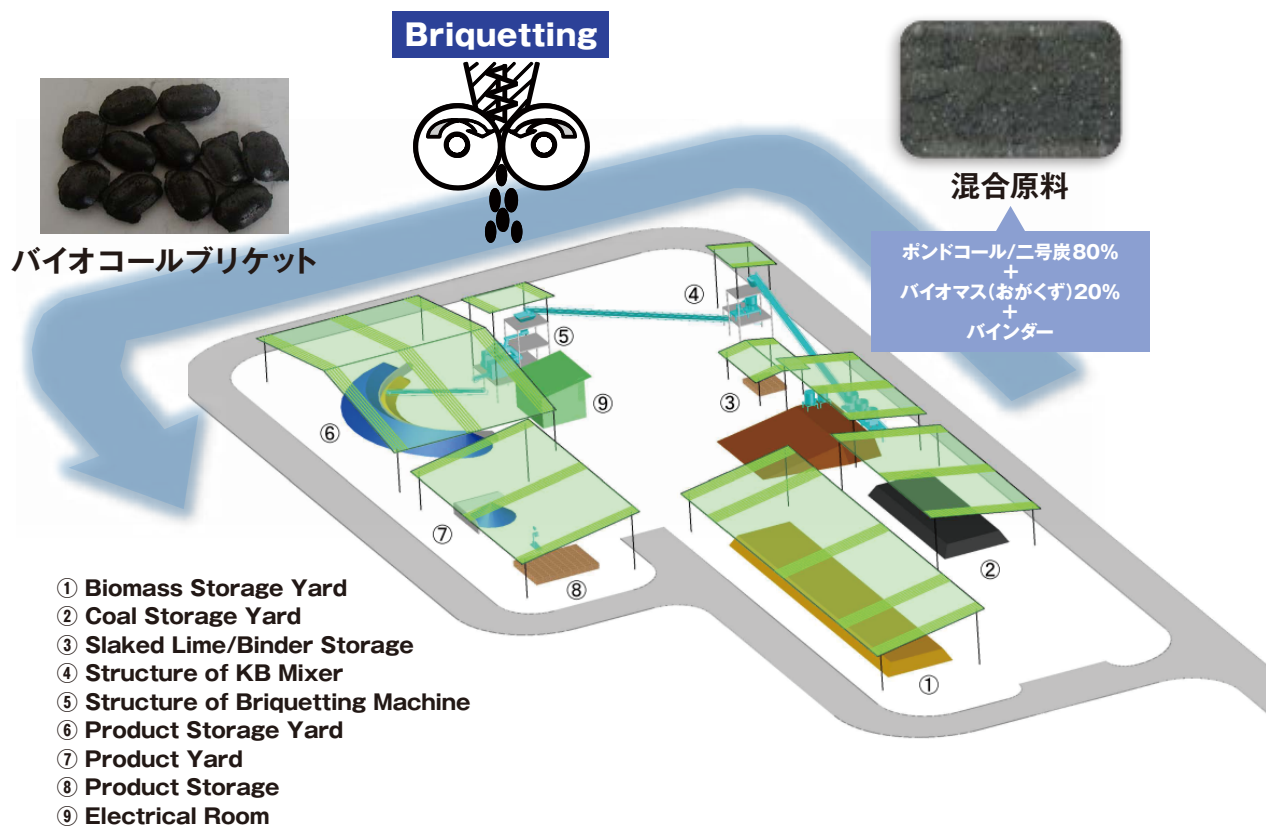 Briquetting
バイオコールブリケット
混合原料
ポンドコール/二号炭80%
+
バイオマス(おがくず)20%
+
バインダー
④
⑤
⑨
③
⑥
⑦
②
⑧
①
① Biomass Storage Yard
② Coal Storage Yard
③ Slaked Lime/Binder Storage
④ Structure of KB Mixer
⑤ Structure of Briquetting Machine
⑥ Product Storage Yard
⑦ Product Yard
⑧ Product Storage
⑨ Electrical Room